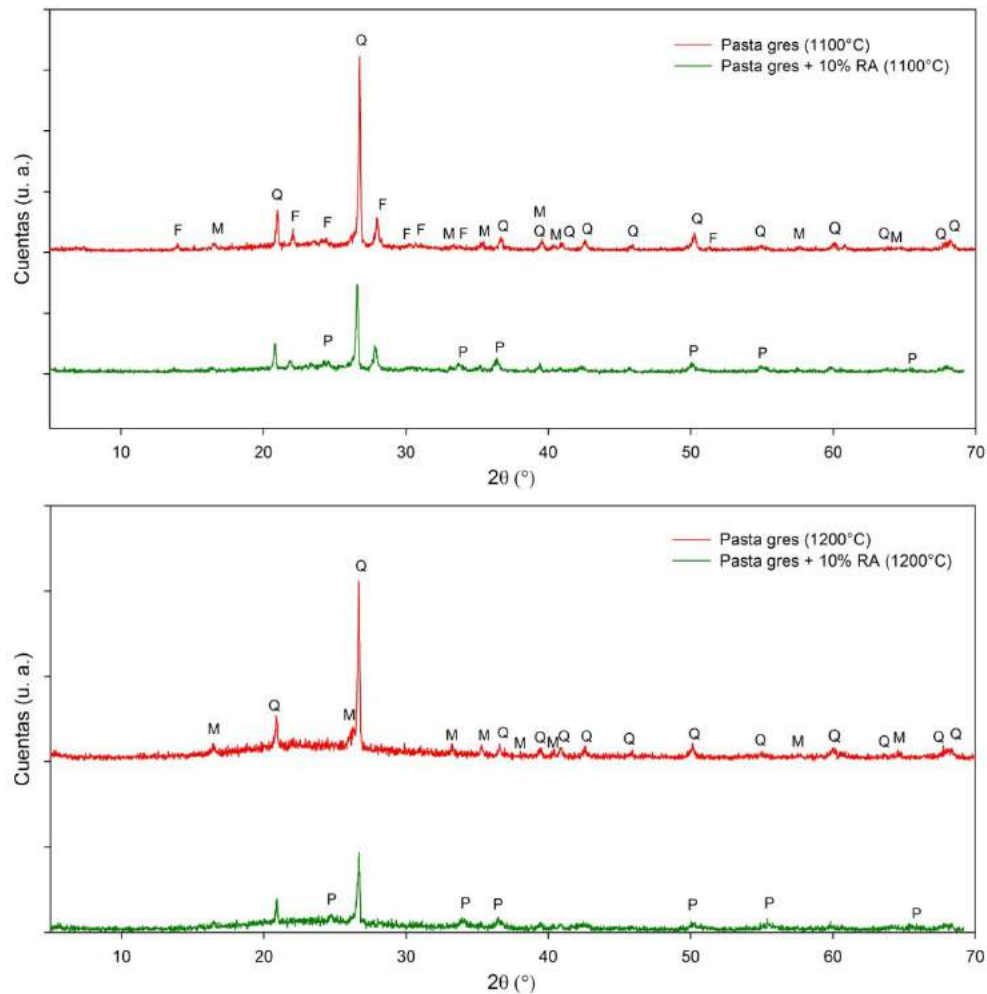 Q
Pasta gres (1100°C)
Pasta gres + 10% RA (1100°C)
Cuentas (u. a.)
F M Q F F F F F M F M Q M Q M Q Q Q Q F Q M Q Q M Q Q
P P P P P P
10 20 30 40 50 60 70
2θ (°)
Pasta gres (1200°C)
Pasta gres + 10% RA (1200°C)
Q
Cuentas (u. a.)
M Q M M M Q M Q M Q Q Q Q Q M Q Q M Q Q
P P P P P P
10 20 30 40 50 60 70
2θ (°)